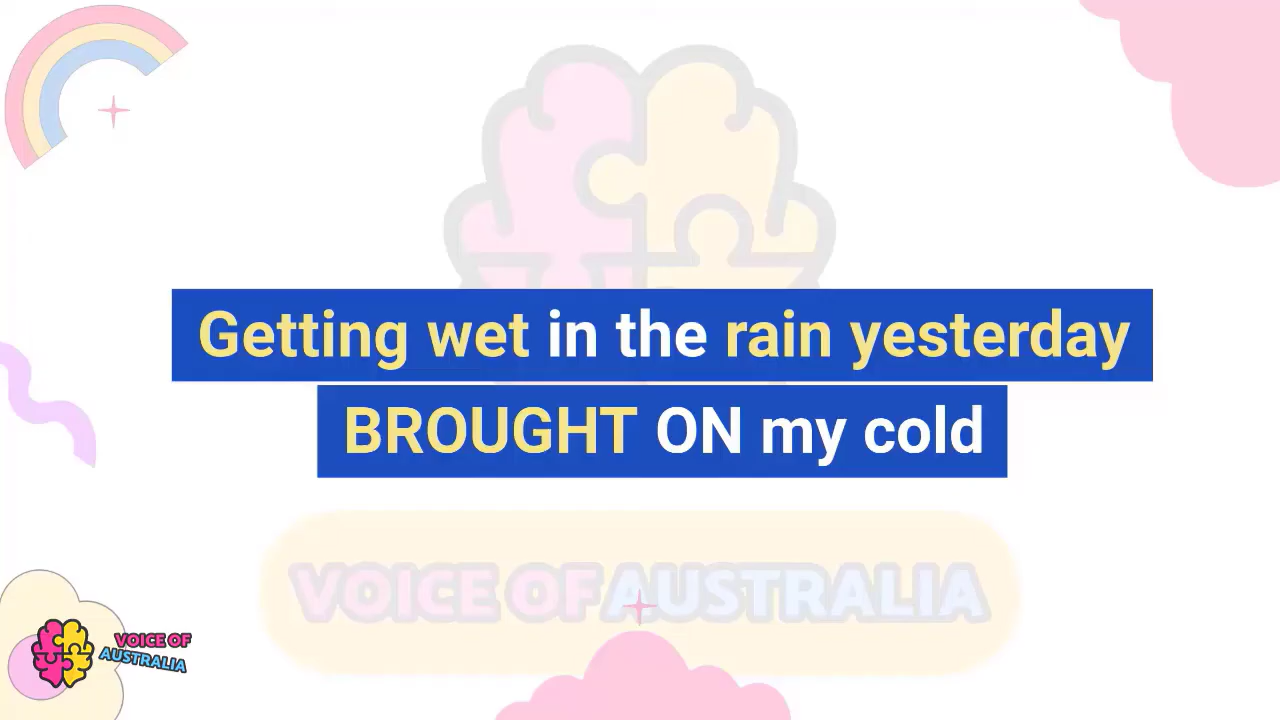 Getting wet in the rain yesterday
BROUGHT ON my cold
VOICE OF AUSTRALIA
VOICE OF
AUSTRALIA